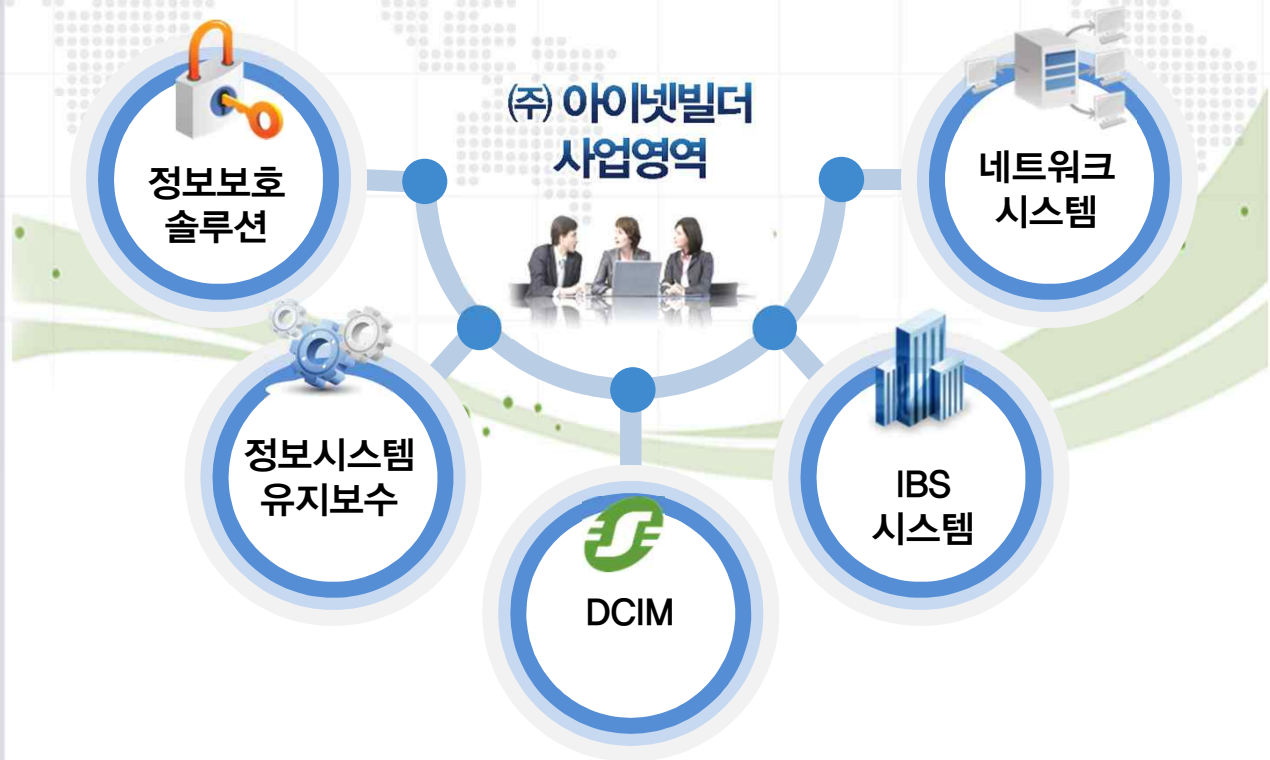 ㈜ 아이넷빌더
사업영역
정보보호
솔루션
네트워크
시스템
정보시스템
유지보수
IBS
시스템
DCIM